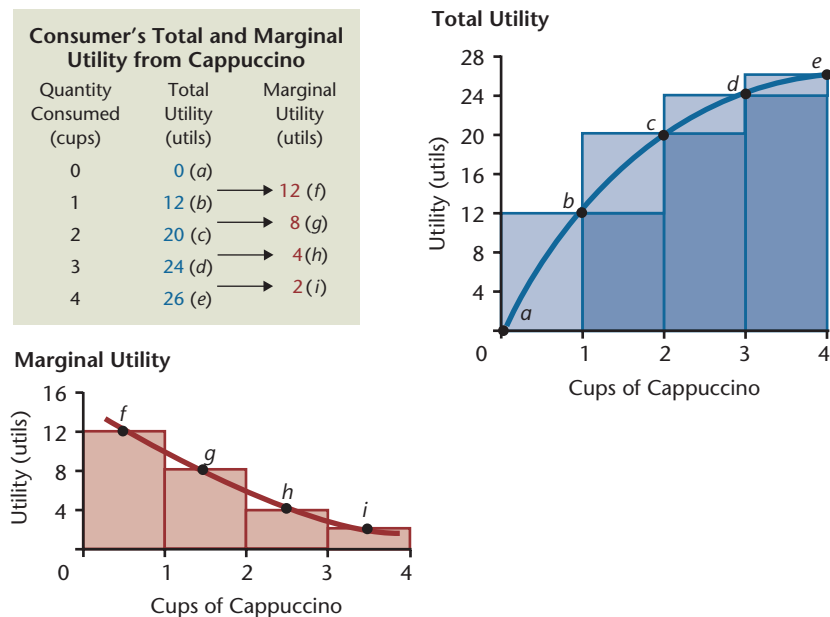 Consumer's Total and Marginal
Utility from Cappuccino
Quantity Total Marginal
Consumed Utility Utility
(cups) (utils) (utils)
0 0 (a)
12 (f)
1 12 (b)
8 (g)
2 20 (c)
4 (h)
3 24 (d)
2 (i)
4 26 (e)
Total Utility
28
24
20
16
12
8
4
Utility (utils)
a
b
c
d
e
0 1 2 3 4
Cups of Cappuccino
Marginal Utility
16
12
8
4
Utility (utils)
f
g
h
i
0 1 2 3 4
Cups of Cappuccino